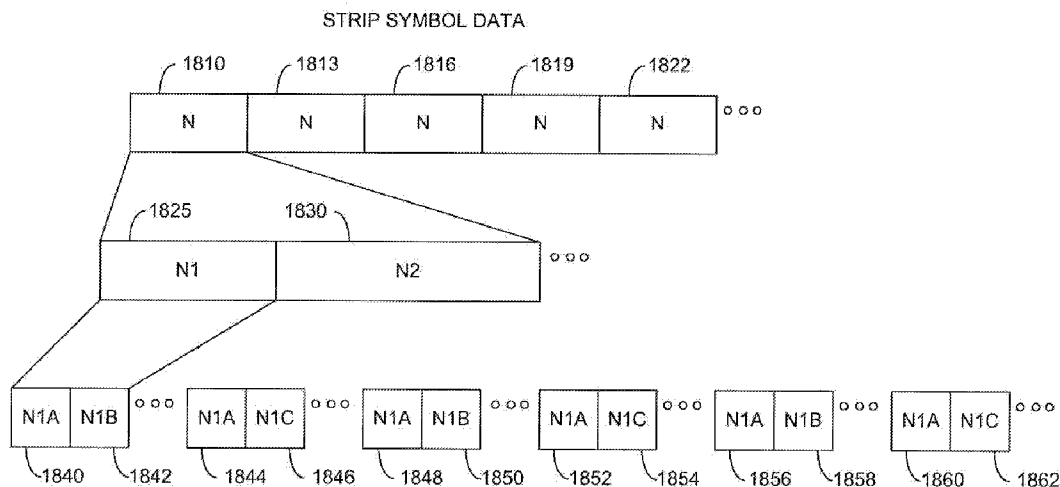 STRIP SYMBOL DATA
1810 1813 1816 1819 1822
N N N N N
1825 1830
N1 N2
N1A N1B N1A N1C N1A N1B N1A N1C N1A N1B N1A N1C
1840 1842 1844 1846 1848 1850 1852 1854 1856 1858 1860 1862